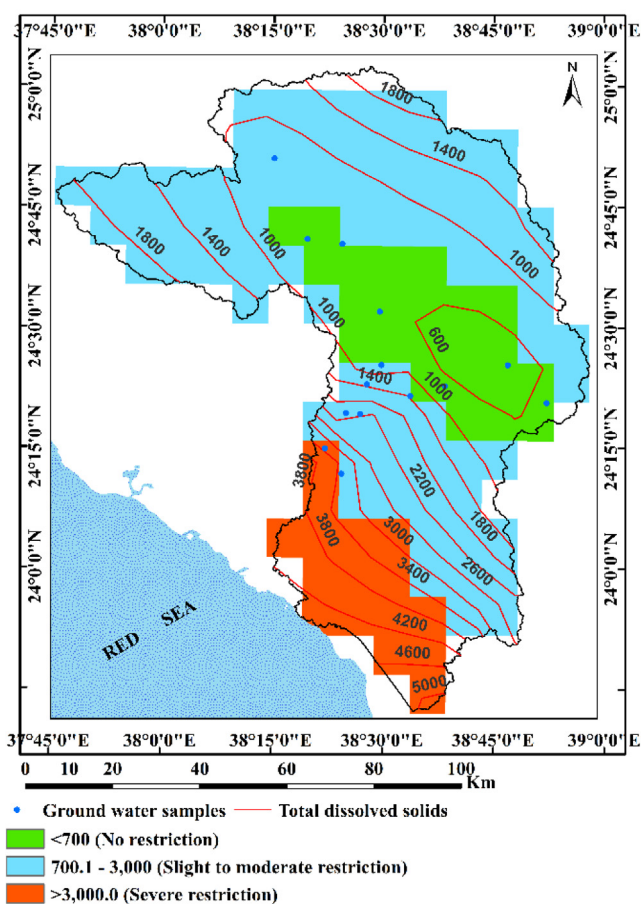 37°45'0"E 38°0'0"E 38°15'0"E 38°30'0"E 38°45'0"E 39°0'0"E
N
25°0'0"N 1800 25°0'0"N
1400
24°45'0"N 1800 1400 1000 1000 24°45'0"N
24°30'0"N 1000 600 24°30'0"N
1400 1000
24°15'0"N 3800 2200 1800 24°15'0"N
3800 3000 2600
24°0'0"N 3400 24°0'0"N
RED SEA 4200
4600
5000
37°45'0"E 38°0'0"E 38°15'0"E 38°30'0"E 38°45'0"E 39°0'0"E
0 10 20 40 60 80 100
Km
Ground water samples Total dissolved solids
<700 (No restriction)
700.1 - 3,000 (Slight to moderate restriction)
>3,000.0 (Severe restriction)